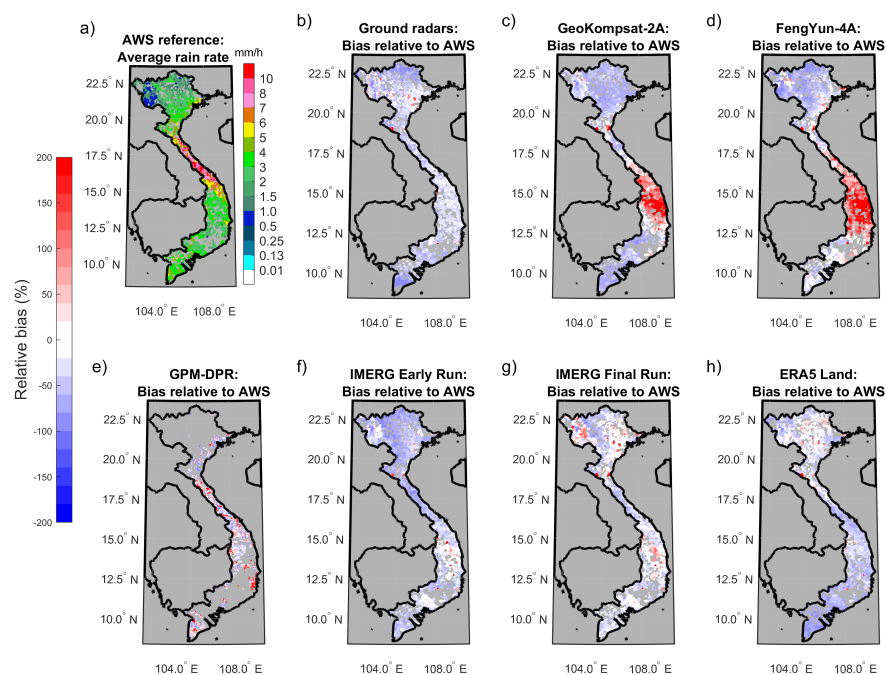 a)
AWS reference:
Average rain rate
mm/h
10
8
7
6
5
4
3
2
1.5
1.0
0.5
0.25
0.13
0.01
22.5° N
20.0° N
17.5° N
15.0° N
12.5° N
10.0° N
104.0° E
108.0° E
b)
Ground radars:
Bias relative to AWS
22.5° N
20.0° N
17.5° N
15.0° N
12.5° N
10.0° N
104.0° E
108.0° E
c)
GeoKompsat-2A:
Bias relative to AWS
22.5° N
20.0° N
17.5° N
15.0° N
12.5° N
10.0° N
104.0° E
108.0° E
d)
FengYun-4A:
Bias relative to AWS
22.5° N
20.0° N
17.5° N
15.0° N
12.5° N
10.0° N
104.0° E
108.0° E
Relative bias (%)
200
150
100
50
0
-50
-100
-150
-200
e)
GPM-DPR:
Bias relative to AWS
22.5° N
20.0° N
17.5° N
15.0° N
12.5° N
10.0° N
104.0° E
108.0° E
f)
IMERG Early Run:
Bias relative to AWS
22.5° N
20.0° N
17.5° N
15.0° N
12.5° N
10.0° N
104.0° E
108.0° E
g)
IMERG Final Run:
Bias relative to AWS
22.5° N
20.0° N
17.5° N
15.0° N
12.5° N
10.0° N
104.0° E
108.0° E
h)
ERA5 Land:
Bias relative to AWS
22.5° N
20.0° N
17.5° N
15.0° N
12.5° N
10.0° N
104.0° E
108.0° E